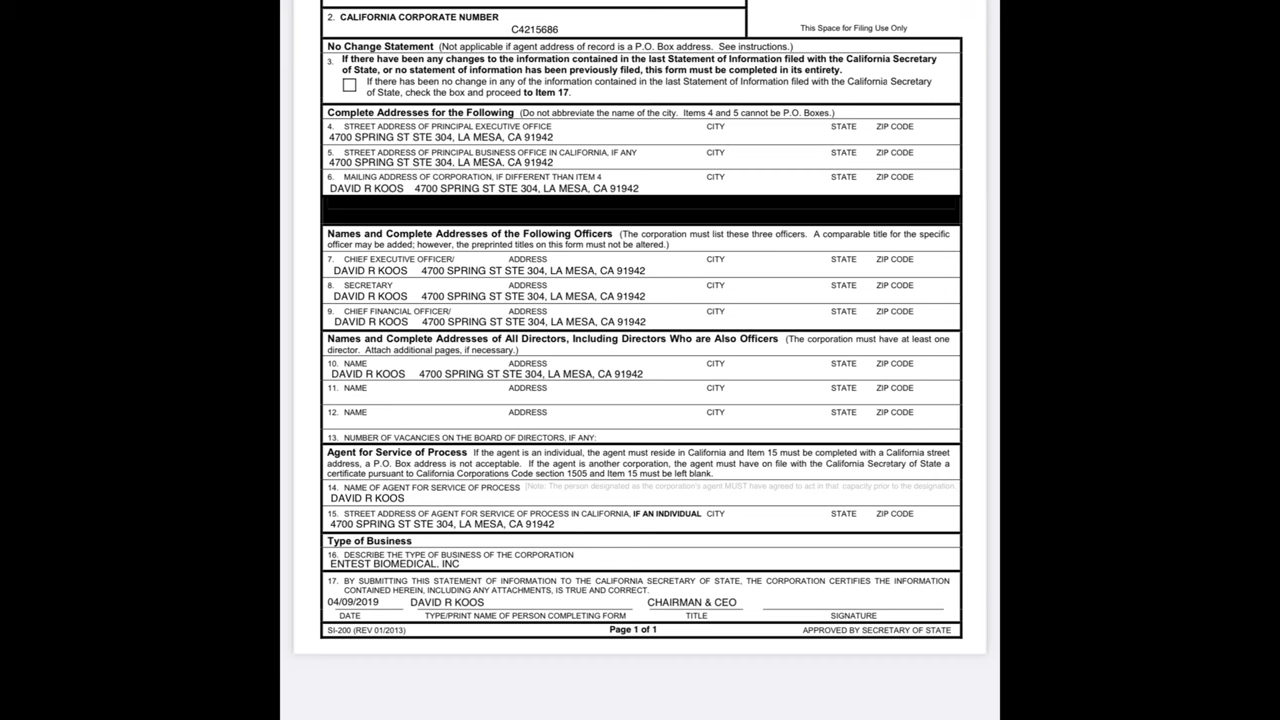 2. CALIFORNIA CORPORATE NUMBER
C4215686
This Space for Filing Use Only
No Change Statement (Not applicable if agent address of record is a P.O. Box address. See instructions.)
3. If there have been any changes to the information contained in the last Statement of Information filed with the California Secretary
of State, or no statement of information has been previously filed, this form must be completed in its entirety.
If there has been no change in any of the information contained in the last Statement of Information filed with the California Secretary
of State, check the box and proceed to Item 17.
Complete Addresses for the Following (Do not abbreviate the name of the city. Items 4 and 5 cannot be P.O. Boxes.)
4. STREET ADDRESS OF PRINCIPAL EXECUTIVE OFFICE CITY STATE ZIP CODE
4700 SPRING ST STE 304, LA MESA, CA 91942
5. STREET ADDRESS OF PRINCIPAL BUSINESS OFFICE IN CALIFORNIA, IF ANY CITY STATE ZIP CODE
4700 SPRING ST STE 304, LA MESA, CA 91942
6. MAILING ADDRESS OF CORPORATION, IF DIFFERENT THAN ITEM 4 CITY STATE ZIP CODE
DAVID R KOOS 4700 SPRING ST STE 304, LA MESA, CA 91942
Names and Complete Addresses of the Following Officers (The corporation must list these three officers. A comparable title for the specific
officer may be added; however, the preprinted titles on this form must not be altered.)
7. CHIEF EXECUTIVE OFFICER/ ADDRESS CITY STATE ZIP CODE
DAVID R KOOS 4700 SPRING ST STE 304, LA MESA, CA 91942
8. SECRETARY ADDRESS CITY STATE ZIP CODE
DAVID R KOOS 4700 SPRING ST STE 304, LA MESA, CA 91942
9. CHIEF FINANCIAL OFFICER/ ADDRESS CITY STATE ZIP CODE
DAVID R KOOS 4700 SPRING ST STE 304, LA MESA, CA 91942
Names and Complete Addresses of All Directors, Including Directors Who are Also Officers (The corporation must have at least one
director. Attach additional pages, if necessary.)
10. NAME ADDRESS CITY STATE ZIP CODE
DAVID R KOOS 4700 SPRING ST STE 304, LA MESA, CA 91942
11. NAME ADDRESS CITY STATE ZIP CODE
12. NAME ADDRESS CITY STATE ZIP CODE
13. NUMBER OF VACANCIES ON THE BOARD OF DIRECTORS, IF ANY:
Agent for Service of Process If the agent is an individual, the agent must reside in California and Item 15 must be completed with a California street
address, a P.O. Box address is not acceptable. If the agent is another corporation, the agent must have on file with the California Secretary of State a
certificate pursuant to California Corporations Code section 1505 and Item 15 must be left blank.
14. NAME OF AGENT FOR SERVICE OF PROCESS [Note: The person designated as the corporation's agent MUST have agreed to act in that capacity prior to the designation.
DAVID R KOOS
15. STREET ADDRESS OF AGENT FOR SERVICE OF PROCESS IN CALIFORNIA, IF AN INDIVIDUAL CITY STATE ZIP CODE
4700 SPRING ST STE 304, LA MESA, CA 91942
Type of Business
16. DESCRIBE THE TYPE OF BUSINESS OF THE CORPORATION
ENTEST BIOMEDICAL, INC
17. BY SUBMITTING THIS STATEMENT OF INFORMATION TO THE CALIFORNIA SECRETARY OF STATE, THE CORPORATION CERTIFIES THE INFORMATION
CONTAINED HEREIN, INCLUDING ANY ATTACHMENTS, IS TRUE AND CORRECT.
04/09/2019 DAVID R KOOS CHAIRMAN & CEO
DATE TYPE/PRINT NAME OF PERSON COMPLETING FORM TITLE SIGNATURE
SI-200 (REV 01/2013) Page 1 of 1 APPROVED BY SECRETARY OF STATE